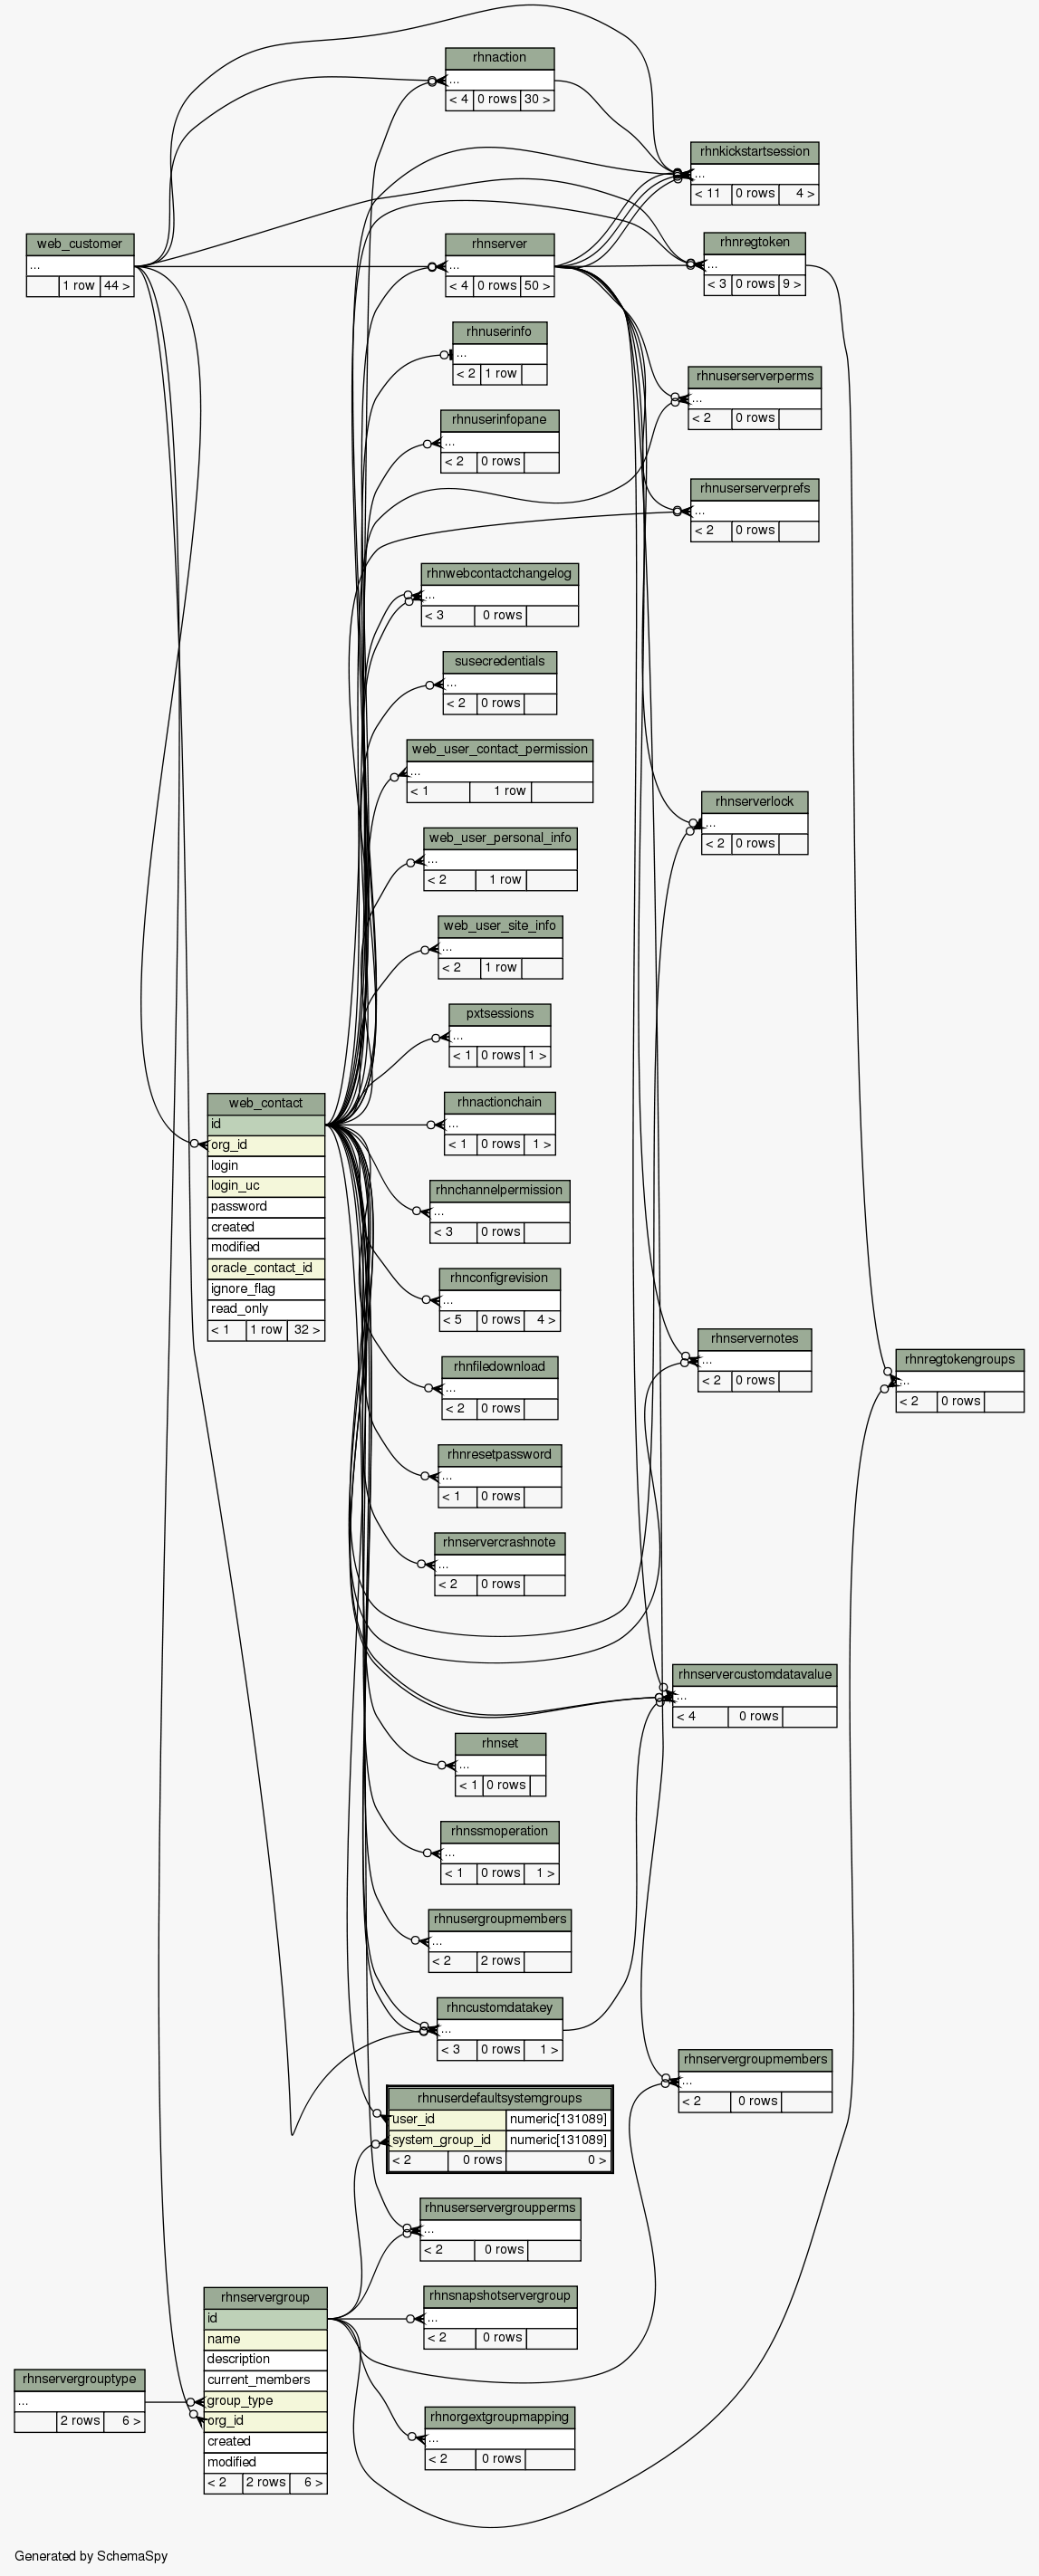 rhnaction
...
< 4 0 rows 30 >
rhnkickstartsession
...
< 11 0 rows 4 >
web_customer
...
1 row 44 >
rhnserver
...
< 4 0 rows 50 >
rhnregtoken
...
< 3 0 rows 9 >
rhnuserinfo
...
< 2 1 row
rhnuserserverperms
...
< 2 0 rows
rhnuserinfopane
...
< 2 0 rows
rhnuserserverprefs
...
< 2 0 rows
rhnwebcontactchangelog
...
< 3 0 rows
susecredentials
...
< 2 0 rows
web_user_contact_permission
...
< 1 1 row
rhnserverlock
...
< 2 0 rows
web_user_personal_info
...
< 2 1 row
web_user_site_info
...
< 2 1 row
pxtsessions
...
< 1 0 rows 1 >
web_contact
id
org_id
login
login_uc
password
created
modified
oracle_contact_id
ignore_flag
read_only
< 1 1 row 32 >
rhnactionchain
...
< 1 0 rows 1 >
rhnchannelpermission
...
< 3 0 rows
rhnconfigrevision
...
< 5 0 rows 4 >
rhnservernotes
...
< 2 0 rows
rhnregtokengroups
...
< 2 0 rows
rhnfiledownload
...
< 2 0 rows
rhnresetpassword
...
< 1 0 rows
rhnservercrashnote
...
< 2 0 rows
rhnservercustomdatavalue
...
< 4 0 rows
rhnset
...
< 1 0 rows
rhnssmoperation
...
< 1 0 rows 1 >
rhnusergroupmembers
...
< 2 2 rows
rhncustomdatakey
...
< 3 0 rows 1 >
rhnservergroupmembers
...
< 2 0 rows
rhnuserdefaultsystemgroups
user_id numeric[131089]
system_group_id numeric[131089]
< 2 0 rows 0 >
rhnuserservergroupperms
...
< 2 0 rows
rhnservergroup
id
name
description
current_members
group_type
org_id
created
modified
< 2 2 rows 6 >
rhnsnapshotservergroup
...
< 2 0 rows
rhnservergrouptype
...
2 rows 6 >
rhnorgextgroupmapping
...
< 2 0 rows
Generated by SchemaSpy